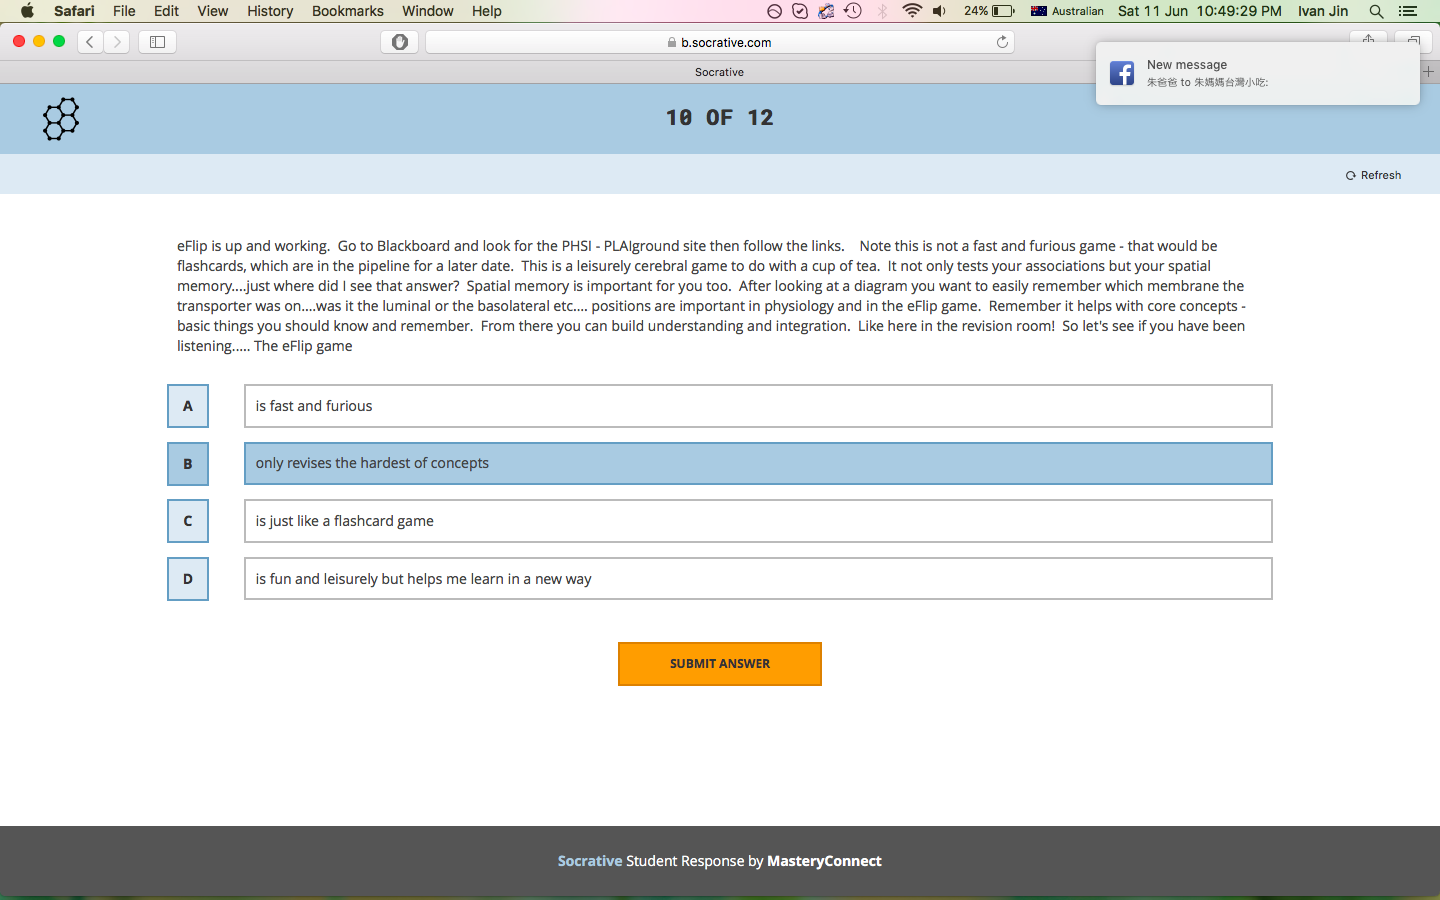 Safari File Edit View History Bookmarks Window Help 24% Australian Sat 11 Jun 10:49:29 PM Ivan Jin
b.socrative.com
Socrative
New message
朱爸爸 to 朱媽媽台灣小吃:
10 OF 12
Refresh
eFlip is up and working. Go to Blackboard and look for the PHSI - PLAIground site then follow the links. Note this is not a fast and furious game - that would be
flashcards, which are in the pipeline for a later date. This is a leisurely cerebral game to do with a cup of tea. It not only tests your associations but your spatial
memory....just where did I see that answer? Spatial memory is important for you too. After looking at a diagram you want to easily remember which membrane the
transporter was on....was it the luminal or the basolateral etc.... positions are important in physiology and in the eFlip game. Remember it helps with core concepts -
basic things you should know and remember. From there you can build understanding and integration. Like here in the revision room! So let's see if you have been
listening..... The eFlip game
A is fast and furious
B only revises the hardest of concepts
C is just like a flashcard game
D is fun and leisurely but helps me learn in a new way
SUBMIT ANSWER
Socrative Student Response by MasteryConnect